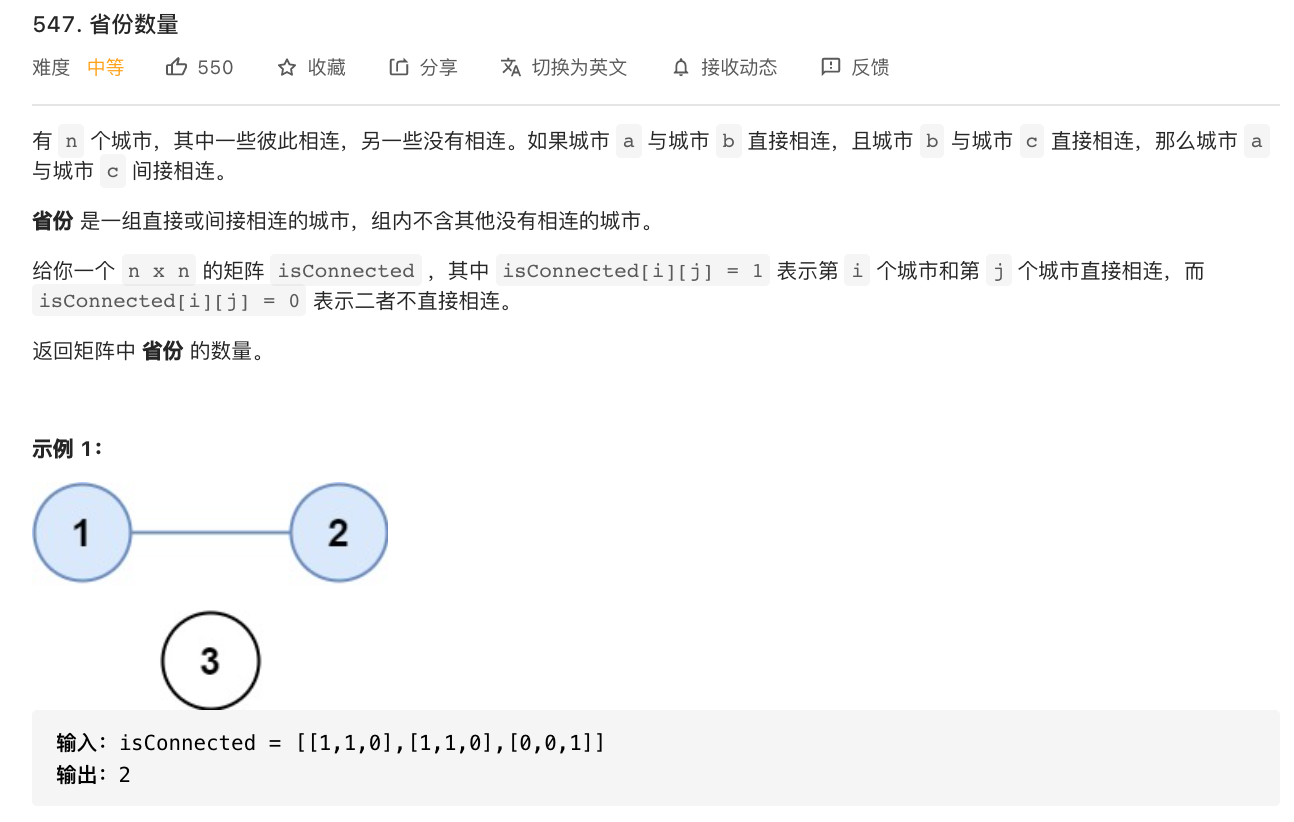 547. 省份数量
难度 中等 550 收藏 分享 切换为英文 接收动态 反馈
有 n 个城市，其中一些彼此相连，另一些没有相连。如果城市 a 与城市 b 直接相连，且城市 b 与城市 c 直接相连，那么城市 a
与城市 c 间接相连。
省份 是一组直接或间接相连的城市，组内不含其他没有相连的城市。
给你一个 n x n 的矩阵 isConnected ，其中 isConnected[i][j] = 1 表示第 i 个城市和第 j 个城市直接相连，而
isConnected[i][j] = 0 表示二者不直接相连。
返回矩阵中 省份 的数量。
示例 1：
1 2
3
输入：isConnected = [[1,1,0],[1,1,0],[0,0,1]]
输出：2